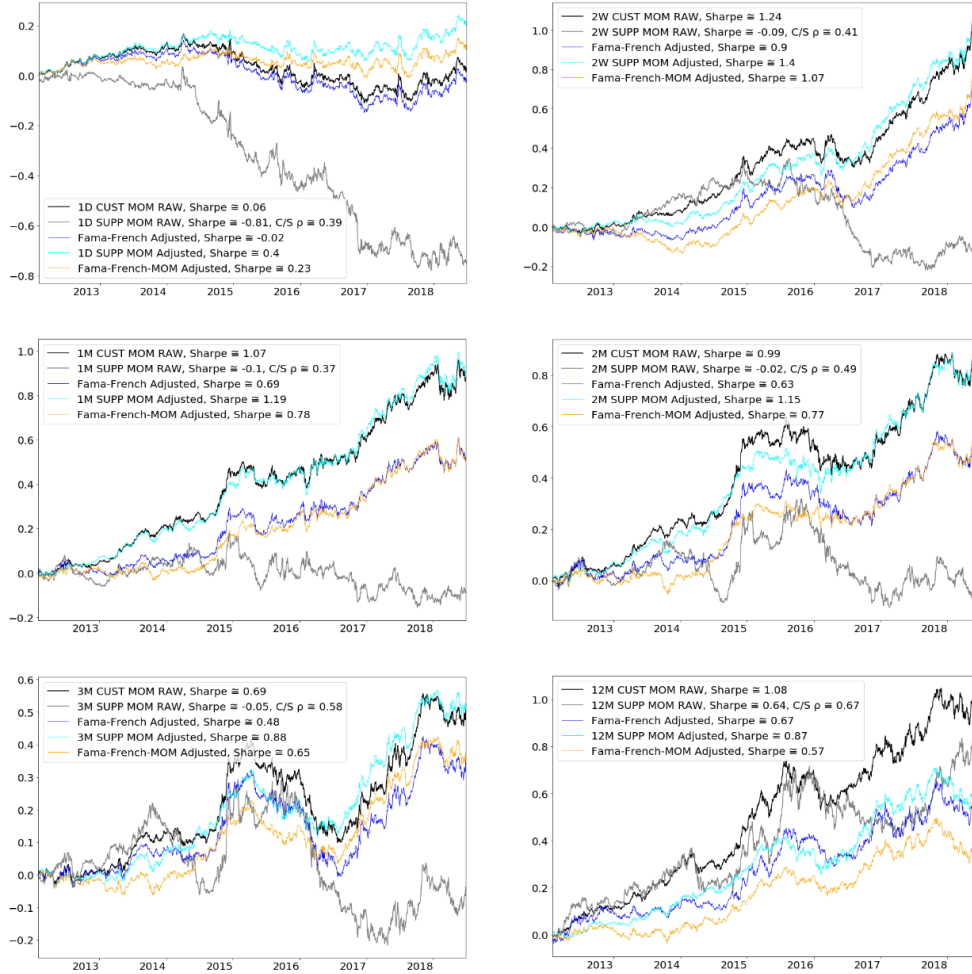 0.2
0.0
−0.2
−0.4
−0.6
−0.8
1D CUST MOM RAW, Sharpe ≅ 0.06
1D SUPP MOM RAW, Sharpe ≅ -0.81, C/S ρ ≅ 0.39
Fama-French Adjusted, Sharpe ≅ -0.02
1D SUPP MOM Adjusted, Sharpe ≅ 0.4
Fama-French-MOM Adjusted, Sharpe ≅ 0.23
2013 2014 2015 2016 2017 2018
1.0
0.8
0.6
0.4
0.2
0.0
−0.2
2W CUST MOM RAW, Sharpe ≅ 1.24
2W SUPP MOM RAW, Sharpe ≅ -0.09, C/S ρ ≅ 0.41
Fama-French Adjusted, Sharpe ≅ 0.9
2W SUPP MOM Adjusted, Sharpe ≅ 1.4
Fama-French-MOM Adjusted, Sharpe ≅ 1.07
2013 2014 2015 2016 2017 2018
1.0
0.8
0.6
0.4
0.2
0.0
−0.2
1M CUST MOM RAW, Sharpe ≅ 1.07
1M SUPP MOM RAW, Sharpe ≅ -0.1, C/S ρ ≅ 0.37
Fama-French Adjusted, Sharpe ≅ 0.69
1M SUPP MOM Adjusted, Sharpe ≅ 1.19
Fama-French-MOM Adjusted, Sharpe ≅ 0.78
2013 2014 2015 2016 2017 2018
0.8
0.6
0.4
0.2
0.0
2M CUST MOM RAW, Sharpe ≅ 0.99
2M SUPP MOM RAW, Sharpe ≅ -0.02, C/S ρ ≅ 0.49
Fama-French Adjusted, Sharpe ≅ 0.63
2M SUPP MOM Adjusted, Sharpe ≅ 1.15
Fama-French-MOM Adjusted, Sharpe ≅ 0.77
2013 2014 2015 2016 2017 2018
0.6
0.5
0.4
0.3
0.2
0.1
0.0
−0.1
−0.2
3M CUST MOM RAW, Sharpe ≅ 0.69
3M SUPP MOM RAW, Sharpe ≅ -0.05, C/S ρ ≅ 0.58
Fama-French Adjusted, Sharpe ≅ 0.48
3M SUPP MOM Adjusted, Sharpe ≅ 0.88
Fama-French-MOM Adjusted, Sharpe ≅ 0.65
2013 2014 2015 2016 2017 2018
1.0
0.8
0.6
0.4
0.2
0.0
12M CUST MOM RAW, Sharpe ≅ 1.08
12M SUPP MOM RAW, Sharpe ≅ 0.64, C/S ρ ≅ 0.67
Fama-French Adjusted, Sharpe ≅ 0.67
12M SUPP MOM Adjusted, Sharpe ≅ 0.87
Fama-French-MOM Adjusted, Sharpe ≅ 0.57
2013 2014 2015 2016 2017 2018